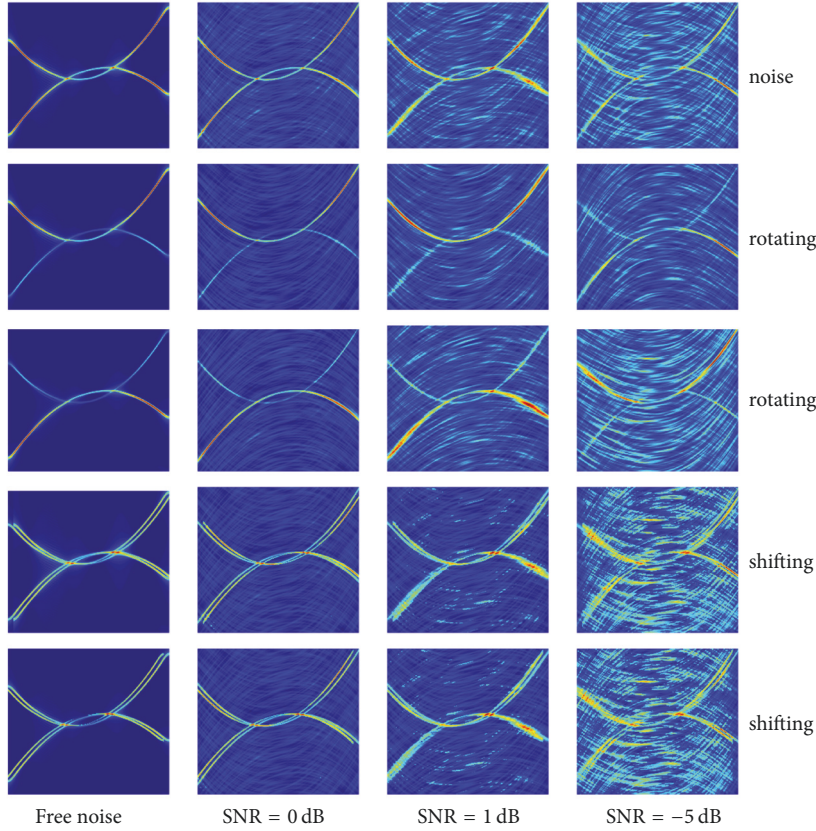 noise
rotating
rotating
shifting
shifting
Free noise SNR = 0 dB SNR = 1 dB SNR = −5 dB